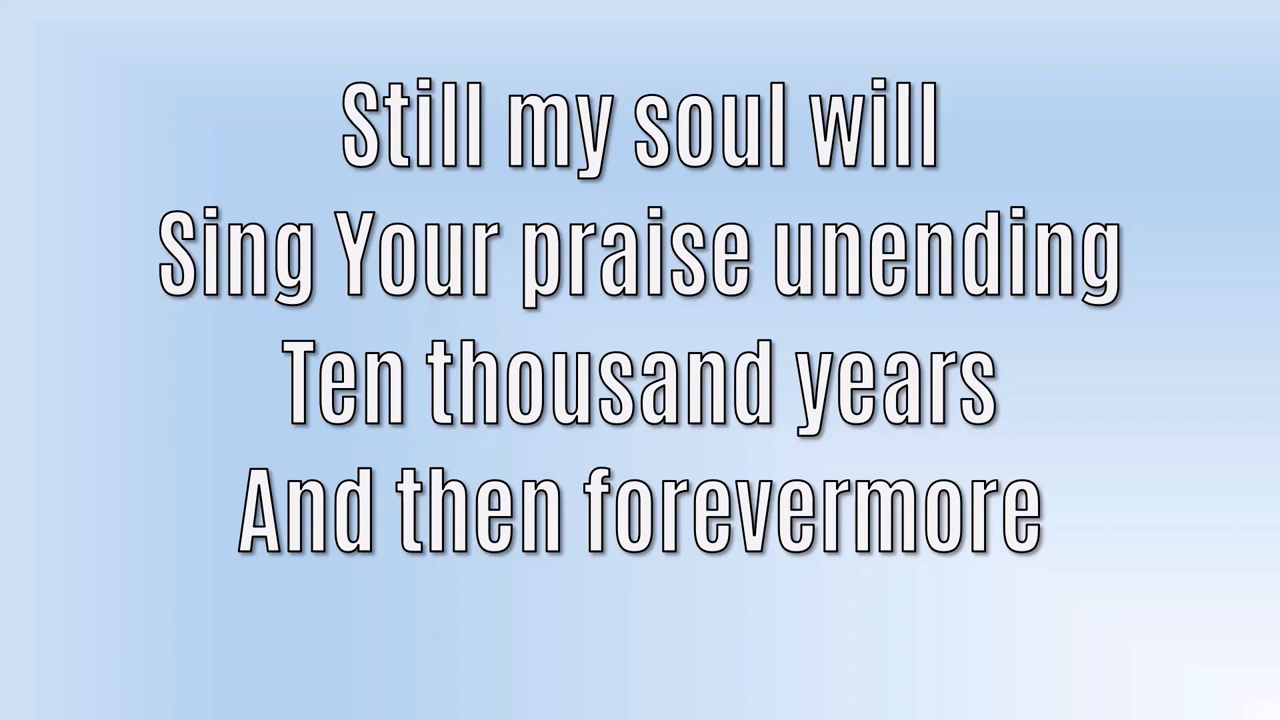 Still my soul will
Sing Your praise unending
Ten thousand years
And then forevermore